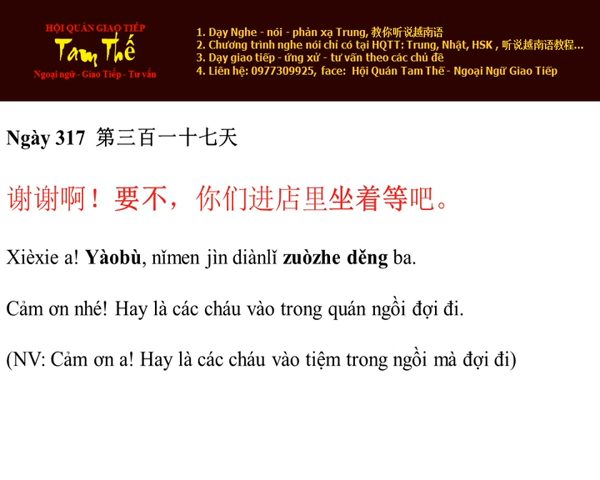 HỘI QUÁN GIAO TIẾP
Tam Thế
Ngoại ngữ - Giao Tiếp - Tư vấn
1. Dạy Nghe - nói - phản xạ Trung, 教你听说越南语
2. Chương trình nghe nói chỉ có tại HQTT: Trung, Nhật, HSK , 听说越南语教程...
3. Dạy giao tiếp - ứng xử - tư vấn theo các chủ đề
4. Liên hệ: 0977309925, face: Hội Quán Tam Thế - Ngoại Ngữ Giao Tiếp
Ngày 317 第三百一十七天
谢谢啊！要不，你们进店里坐着等吧。
Xièxie a! Yàobù, nǐmen jìn diànlǐ zuòzhe děng ba.
Cảm ơn nhé! Hay là các cháu vào trong quán ngồi đợi đi.
(NV: Cảm ơn a! Hay là các cháu vào tiệm trong ngồi mà đợi đi)